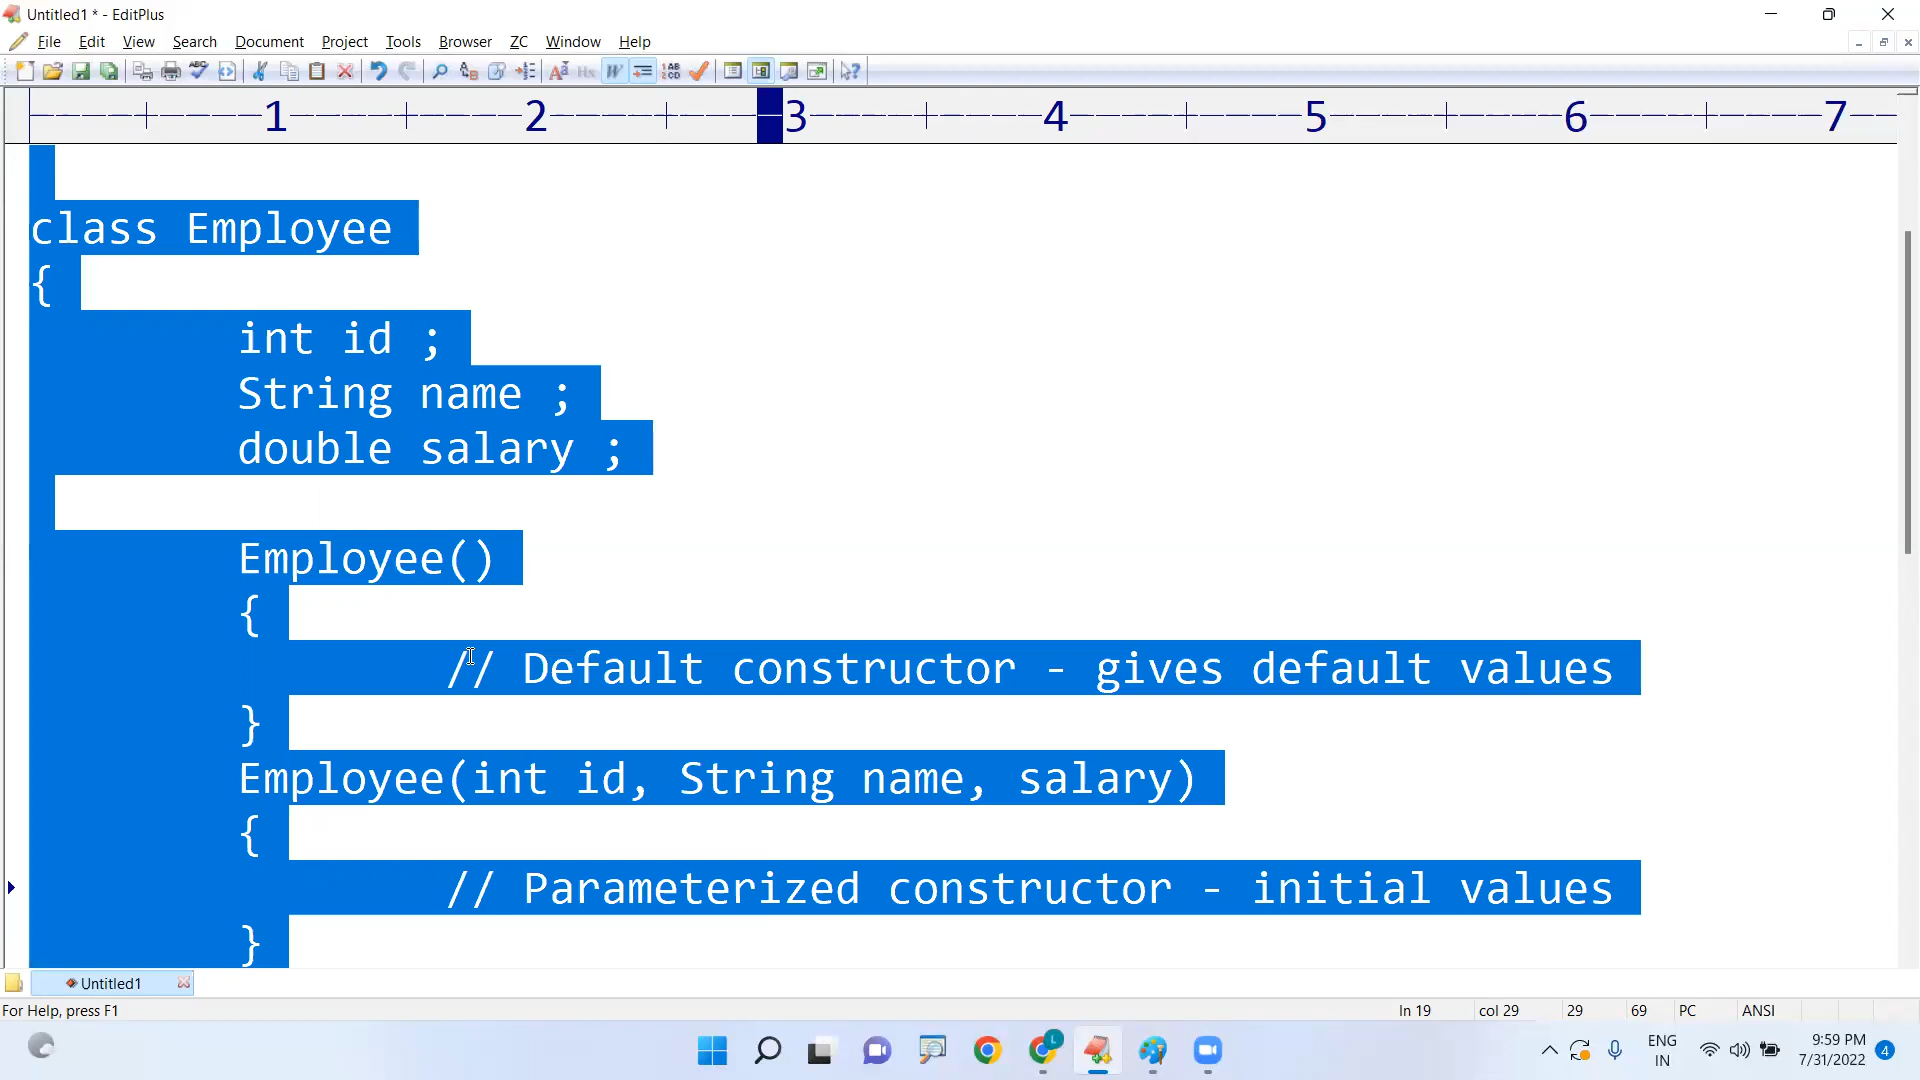 Untitled1 * - EditPlus
File Edit View Search Document Project Tools Browser ZC Window Help
1 2 3 4 5 6 7
class Employee
{
int id ;
String name ;
double salary ;
Employee()
{
// Default constructor - gives default values
}
Employee(int id, String name, salary)
{
// Parameterized constructor - initial values
}
Untitled1
For Help, press F1 ln 19 col 29 29 69 PC ANSI
ENG 9:59 PM
IN 7/31/2022 4